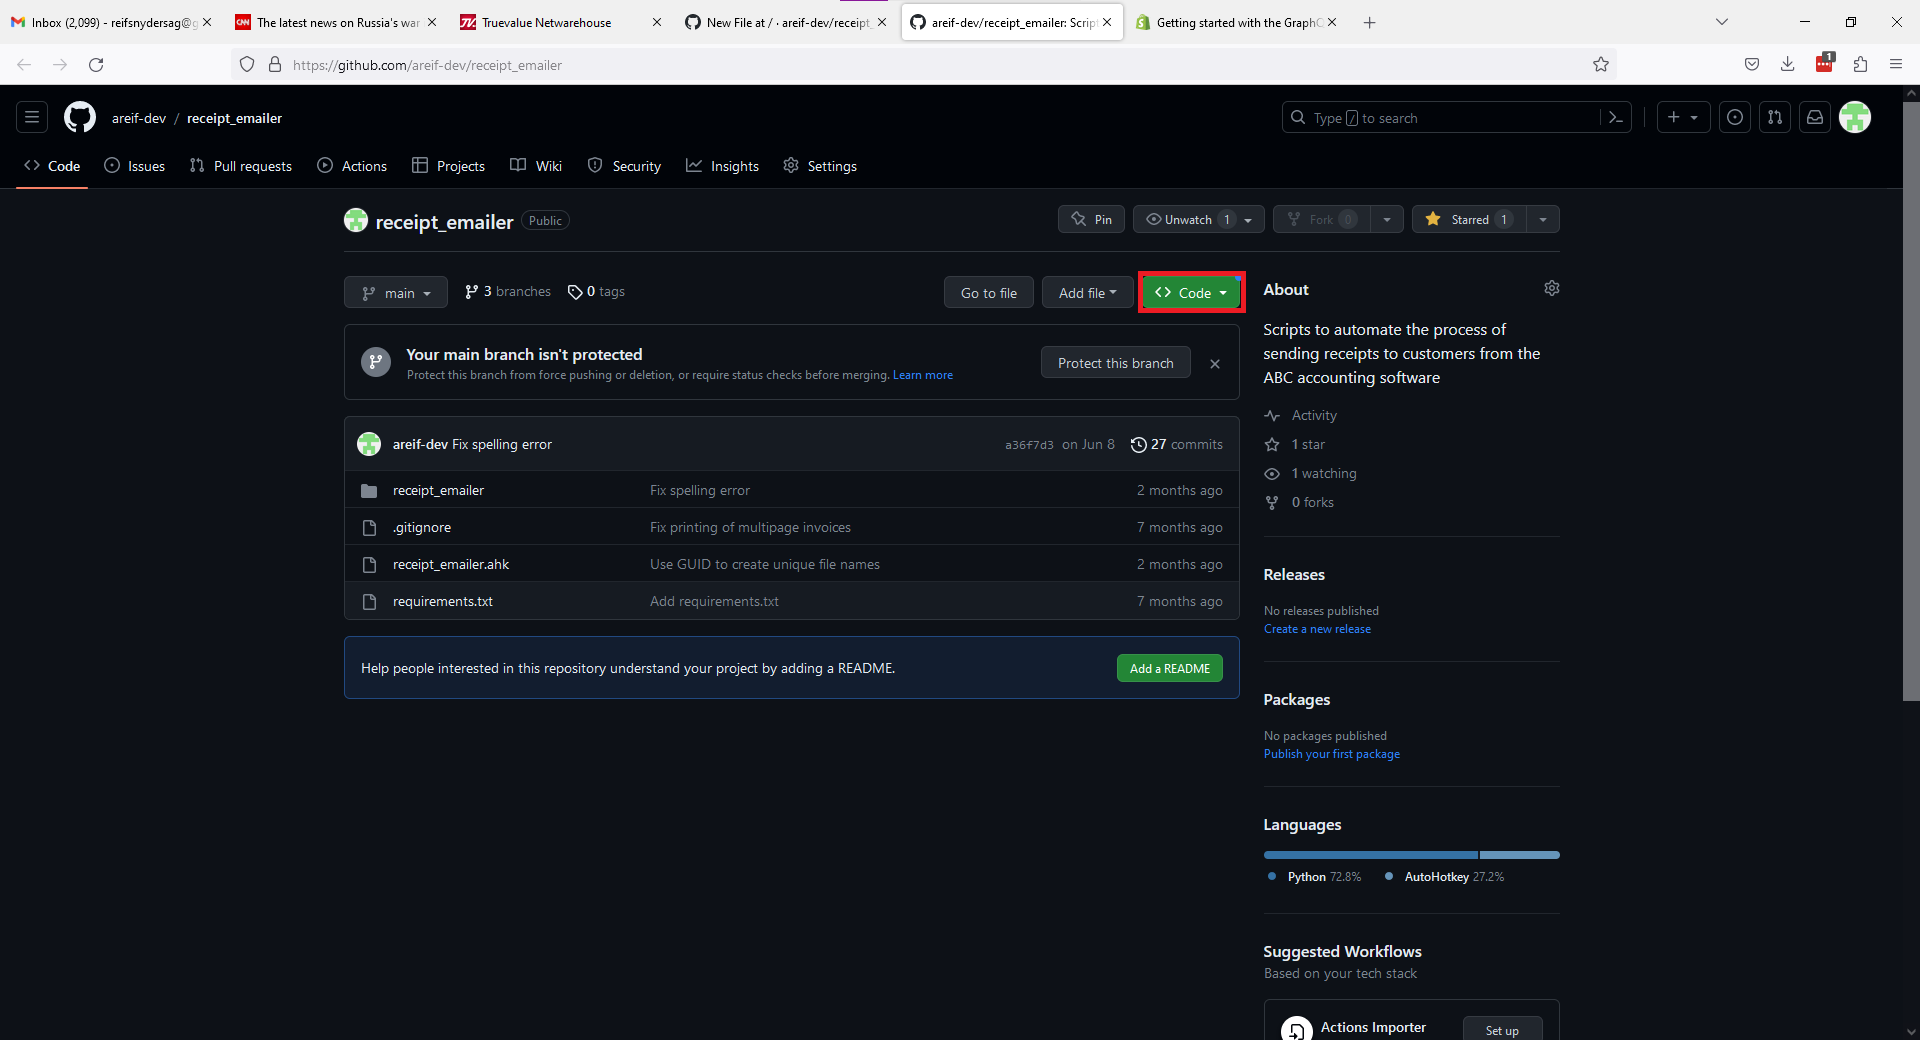 Inbox (2,099) - reifsnydersag@g
CNN The latest news on Russia's war
Truevalue Netwarehouse
New File at / · areif-dev/receipt_
areif-dev/receipt_emailer: Script
Getting started with the GraphQ
https://github.com/areif-dev/receipt_emailer
1
areif-dev / receipt_emailer
Type / to search
Code Issues Pull requests Actions Projects Wiki Security Insights Settings
receipt_emailer Public
Pin Unwatch 1 Fork 0 Starred 1
main 3 branches 0 tags
Go to file Add file Code
Your main branch isn't protected
Protect this branch from force pushing or deletion, or require status checks before merging. Learn more
Protect this branch
areif-dev Fix spelling error a36f7d3 on Jun 8 27 commits
receipt_emailer Fix spelling error 2 months ago
.gitignore Fix printing of multipage invoices 7 months ago
receipt_emailer.ahk Use GUID to create unique file names 2 months ago
requirements.txt Add requirements.txt 7 months ago
Help people interested in this repository understand your project by adding a README.
Add a README
About
Scripts to automate the process of
sending receipts to customers from the
ABC accounting software
Activity
1 star
1 watching
0 forks
Releases
No releases published
Create a new release
Packages
No packages published
Publish your first package
Languages
Python 72.8% AutoHotkey 27.2%
Suggested Workflows
Based on your tech stack
Actions Importer
Set up